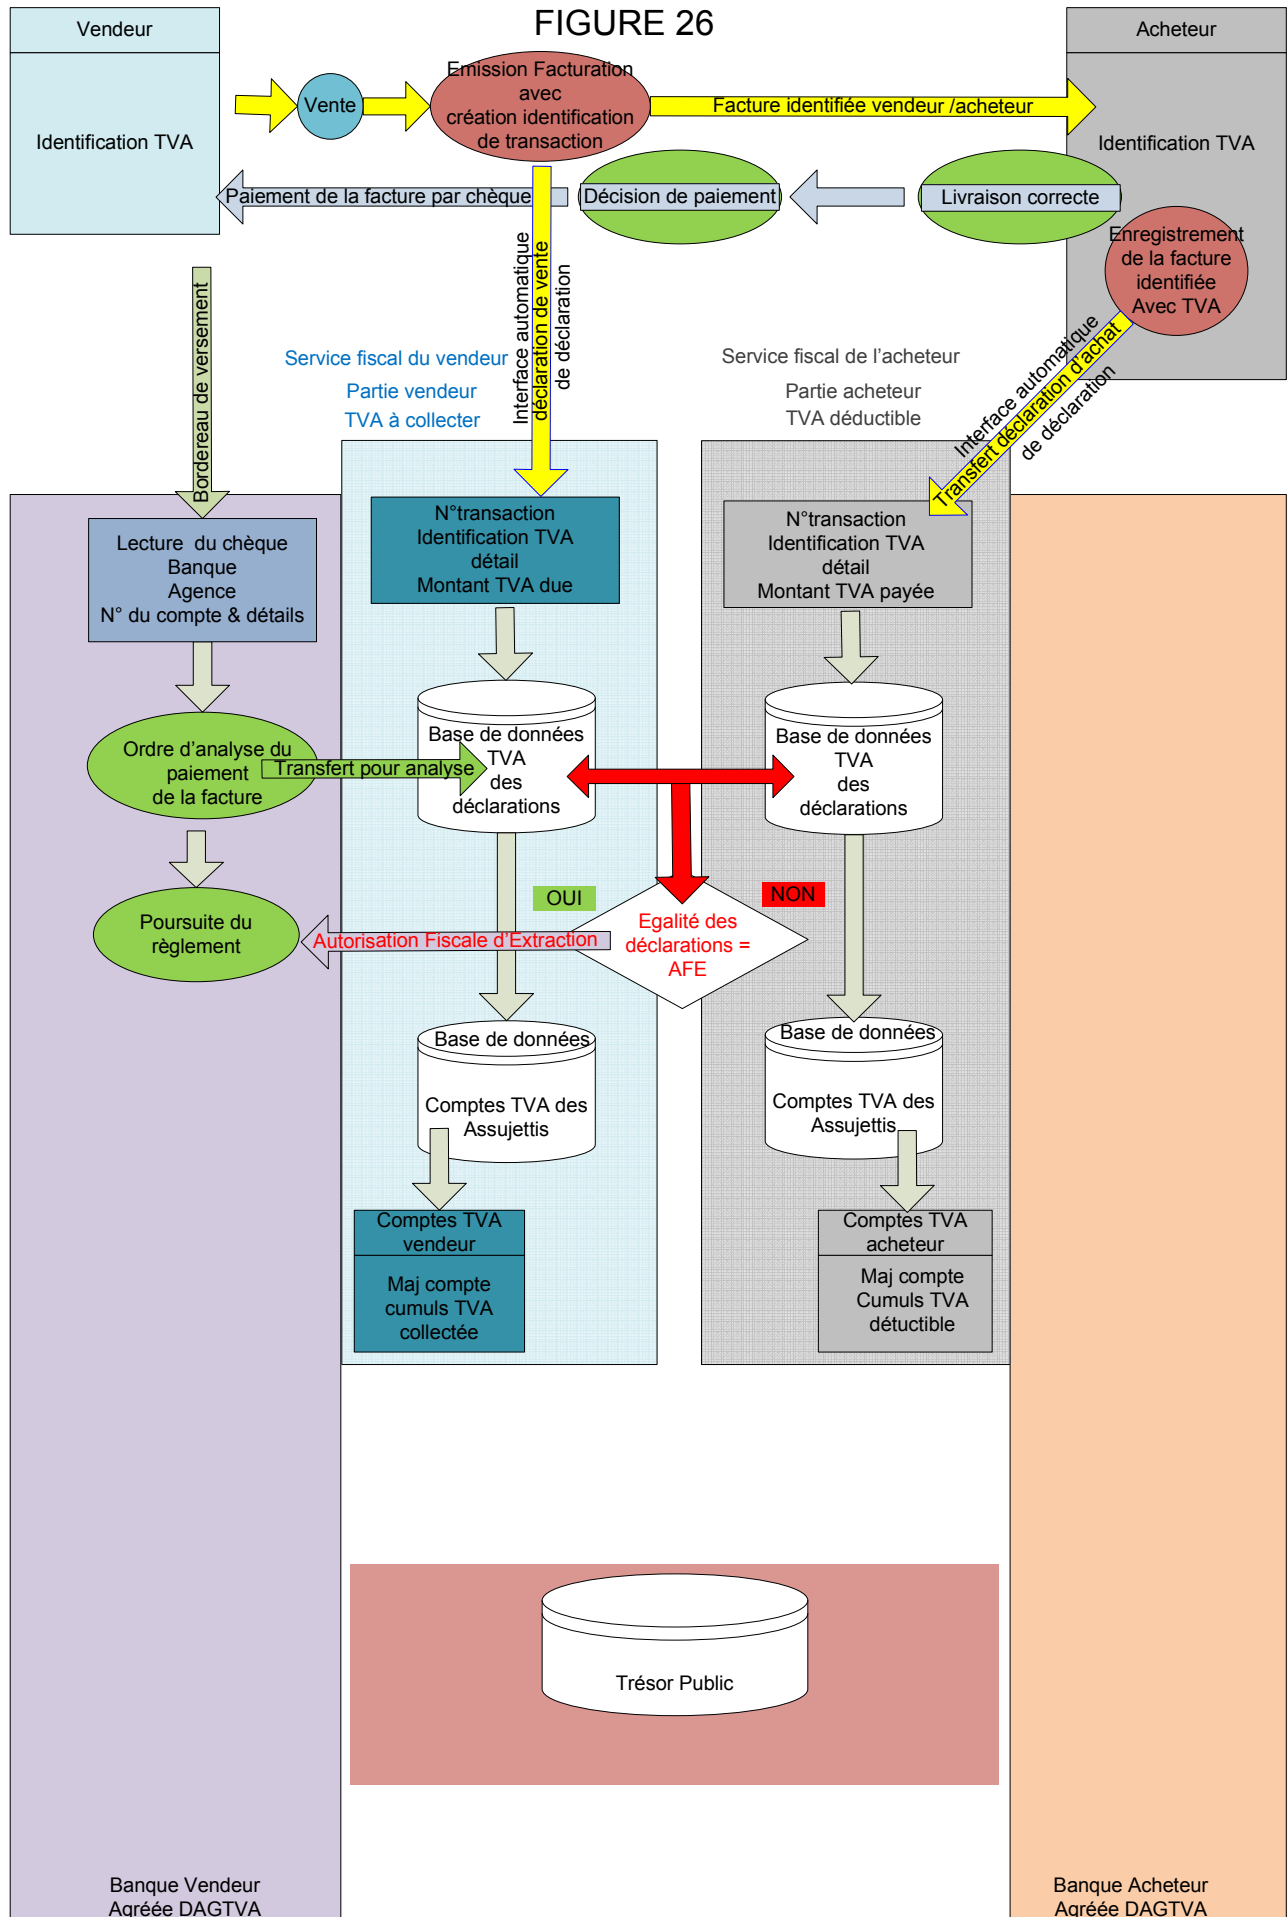 FIGURE 26
Vendeur
Identification TVA
Vente
Emission Facturation
avec
création identification
de transaction
Facture identifiée vendeur /acheteur
Acheteur
Identification TVA
Paiement de la facture par chèque
Décision de paiement
Livraison correcte
Enregistrement
de la facture
identifiée
Avec TVA
Bordereau de versement
Interface automatique
déclaration de vente
de déclaration
Interface automatique
Transfert déclaration d'achat
de déclaration
Service fiscal du vendeur
Partie vendeur
TVA à collecter
Service fiscal de l’acheteur
Partie acheteur
TVA déductible
Lecture du chèque
Banque
Agence
N° du compte & détails
N°transaction
Identification TVA
détail
Montant TVA due
N°transaction
Identification TVA
détail
Montant TVA payée
Ordre d’analyse du
paiement
de la facture
Transfert pour analyse
Base de données
TVA
des
déclarations
Base de données
TVA
des
déclarations
OUI
NON
Poursuite du
règlement
Autorisation Fiscale d’Extraction
Egalité des
déclarations =
AFE
Base de données
Comptes TVA des
Assujettis
Base de données
Comptes TVA des
Assujettis
Comptes TVA
vendeur
Maj compte
cumuls TVA
collectée
Comptes TVA
acheteur
Maj compte
Cumuls TVA
détuctible
Trésor Public
Banque Vendeur
Agréée DAGTVA
Banque Acheteur
Agréée DAGTVA